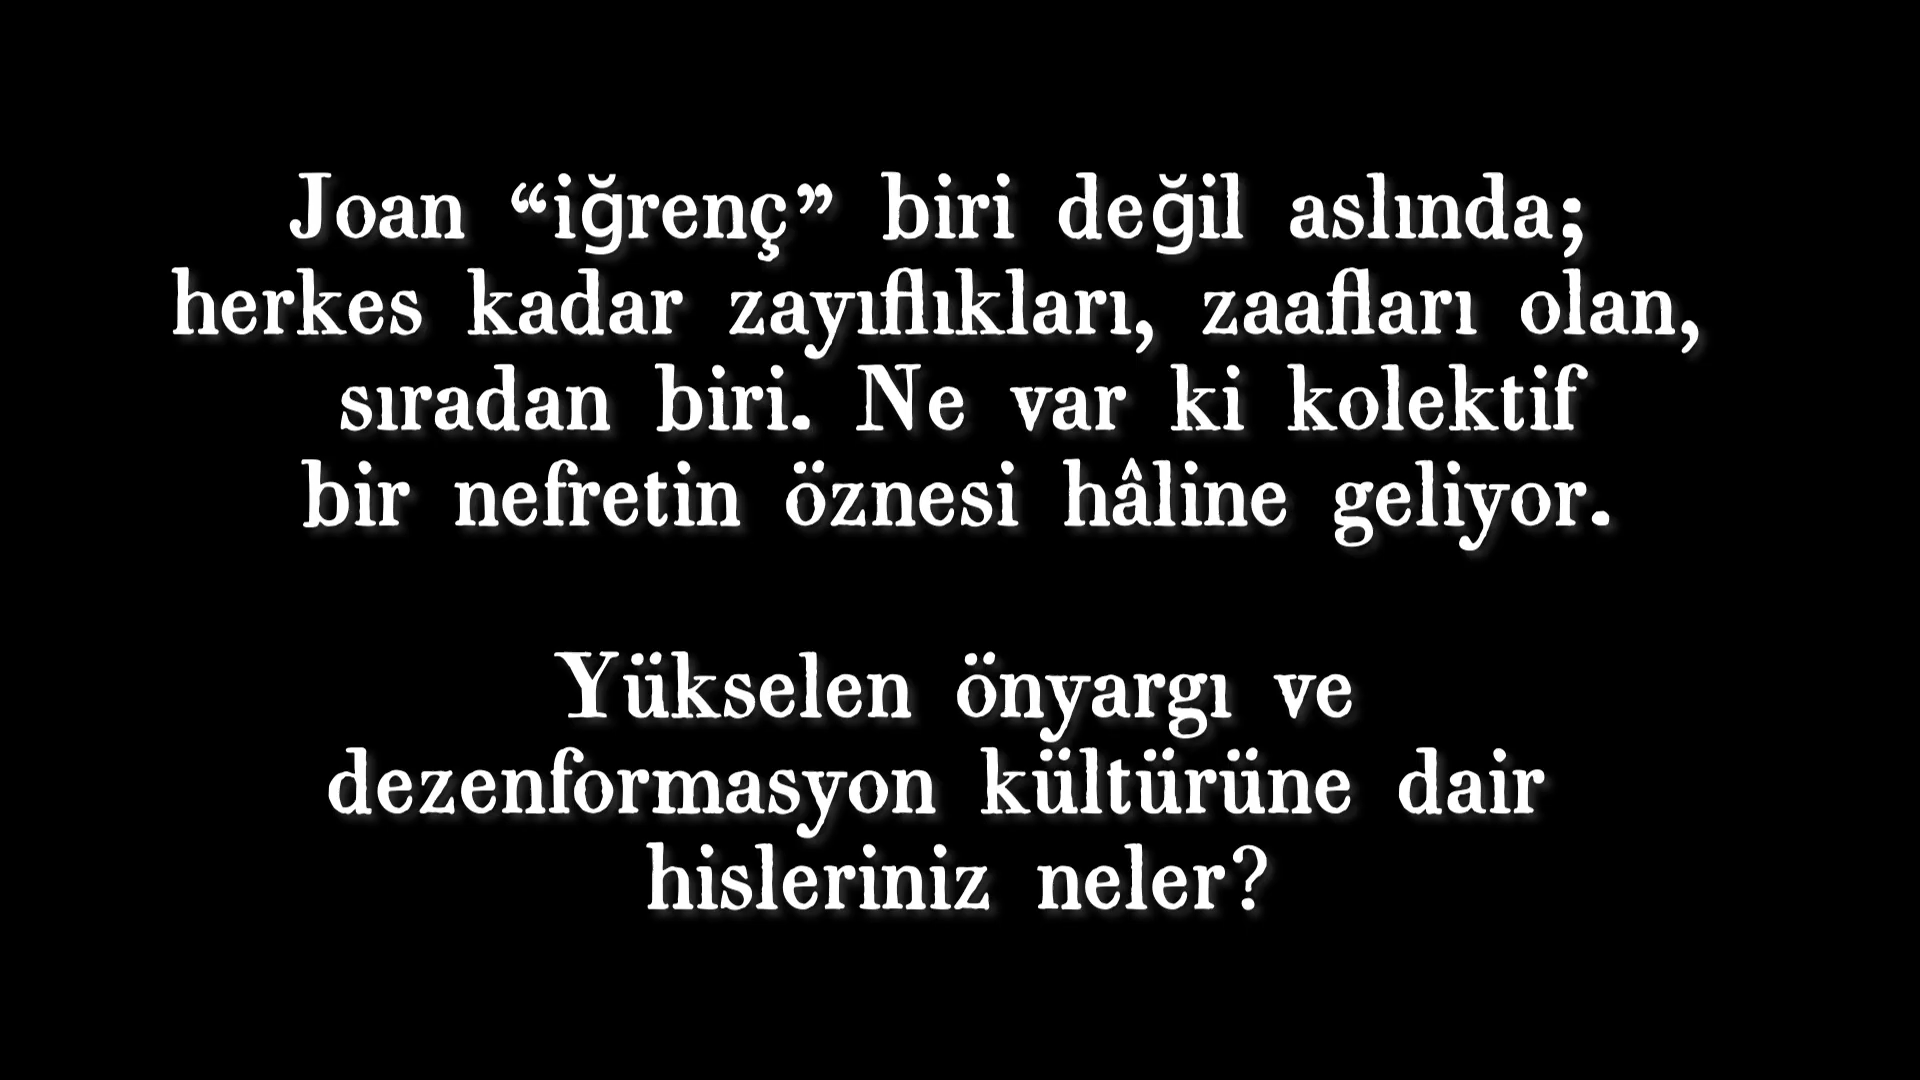 Joan “iğrenç” biri değil aslında;
herkes kadar zayıflıkları, zaafları olan,
sıradan biri. Ne var ki kolektif
bir nefretin öznesi hâline geliyor.
Yükselen önyargı ve
dezenformasyon kültürüne dair
hisleriniz neler?